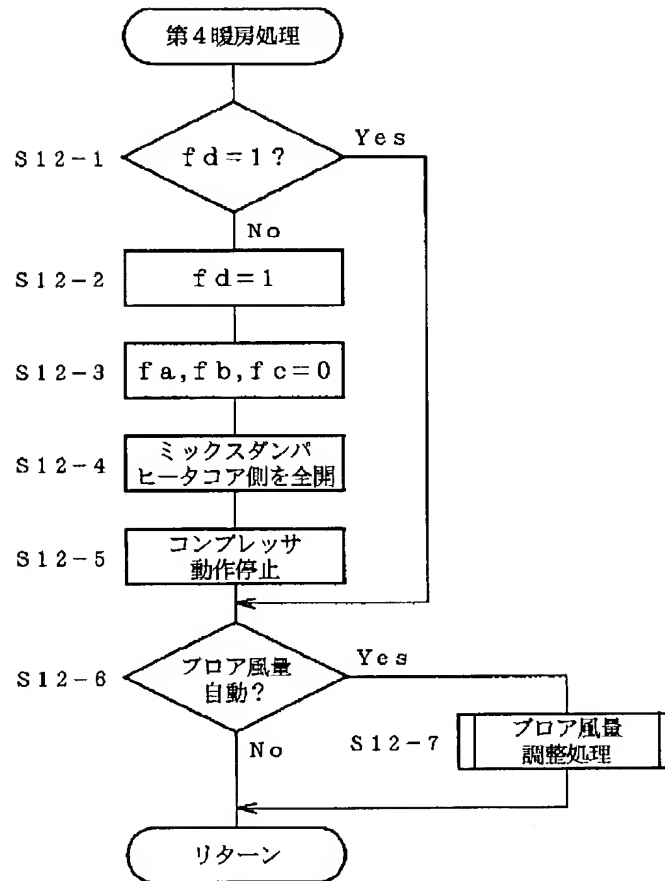 第4暖房処理
S12-1
fd=1?
Yes
No
S12-2
fd=1
S12-3
fa,fb,fc=0
S12-4
ミックスダンパ
ヒータコア側を全開
S12-5
コンプレッサ
動作停止
S12-6
ブロア風量
自動?
Yes
No
S12-7
ブロア風量
調整処理
リターン